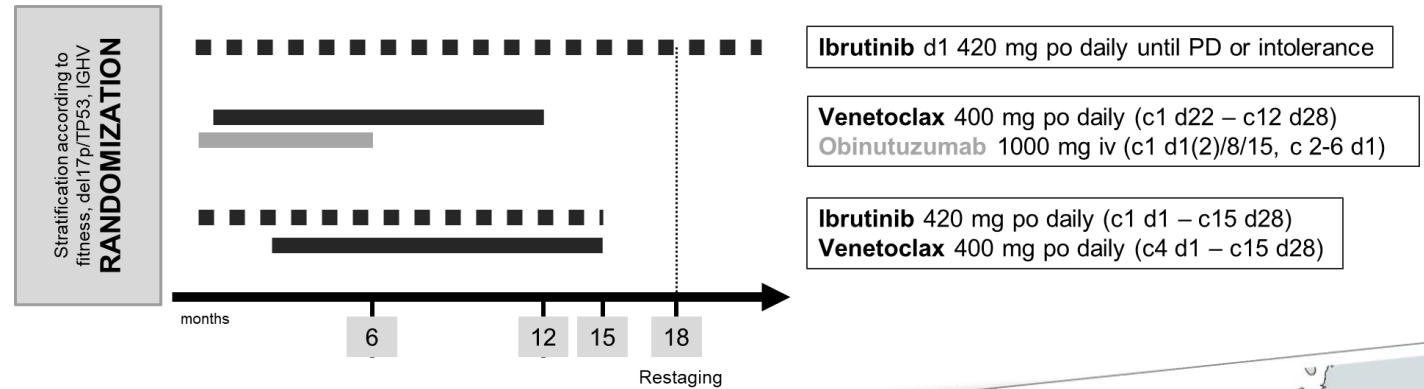 Stratification according to
fitness, del17p/TP53, IGHV
RANDOMIZATION
Ibrutinib d1 420 mg po daily until PD or intolerance
Venetoclax 400 mg po daily (c1 d22 – c12 d28)
Obinutuzumab 1000 mg iv (c1 d1(2)/8/15, c 2-6 d1)
Ibrutinib 420 mg po daily (c1 d1 – c15 d28)
Venetoclax 400 mg po daily (c4 d1 – c15 d28)
months
6
12
15
18
Restaging